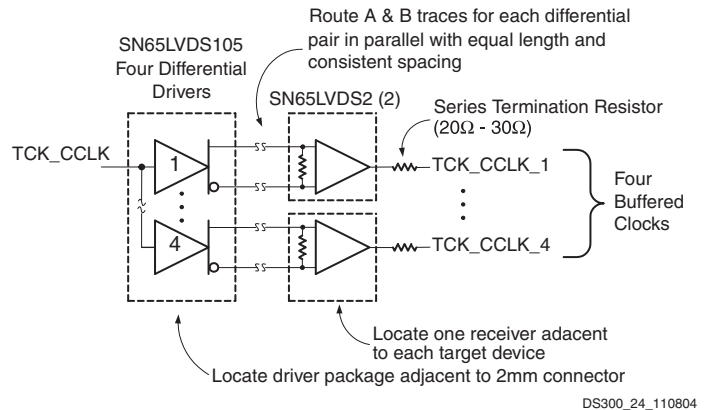 Route A & B traces for each differential
pair in parallel with equal length and
consistent spacing
SN65LVDS105
Four Differential
Drivers
SN65LVDS2 (2)
Series Termination Resistor
(20Ω - 30Ω)
TCK_CCLK
1
TCK_CCLK_1
Four
Buffered
Clocks
4
TCK_CCLK_4
Locate one receiver adacent
to each target device
Locate driver package adjacent to 2mm connector
DS300_24_110804